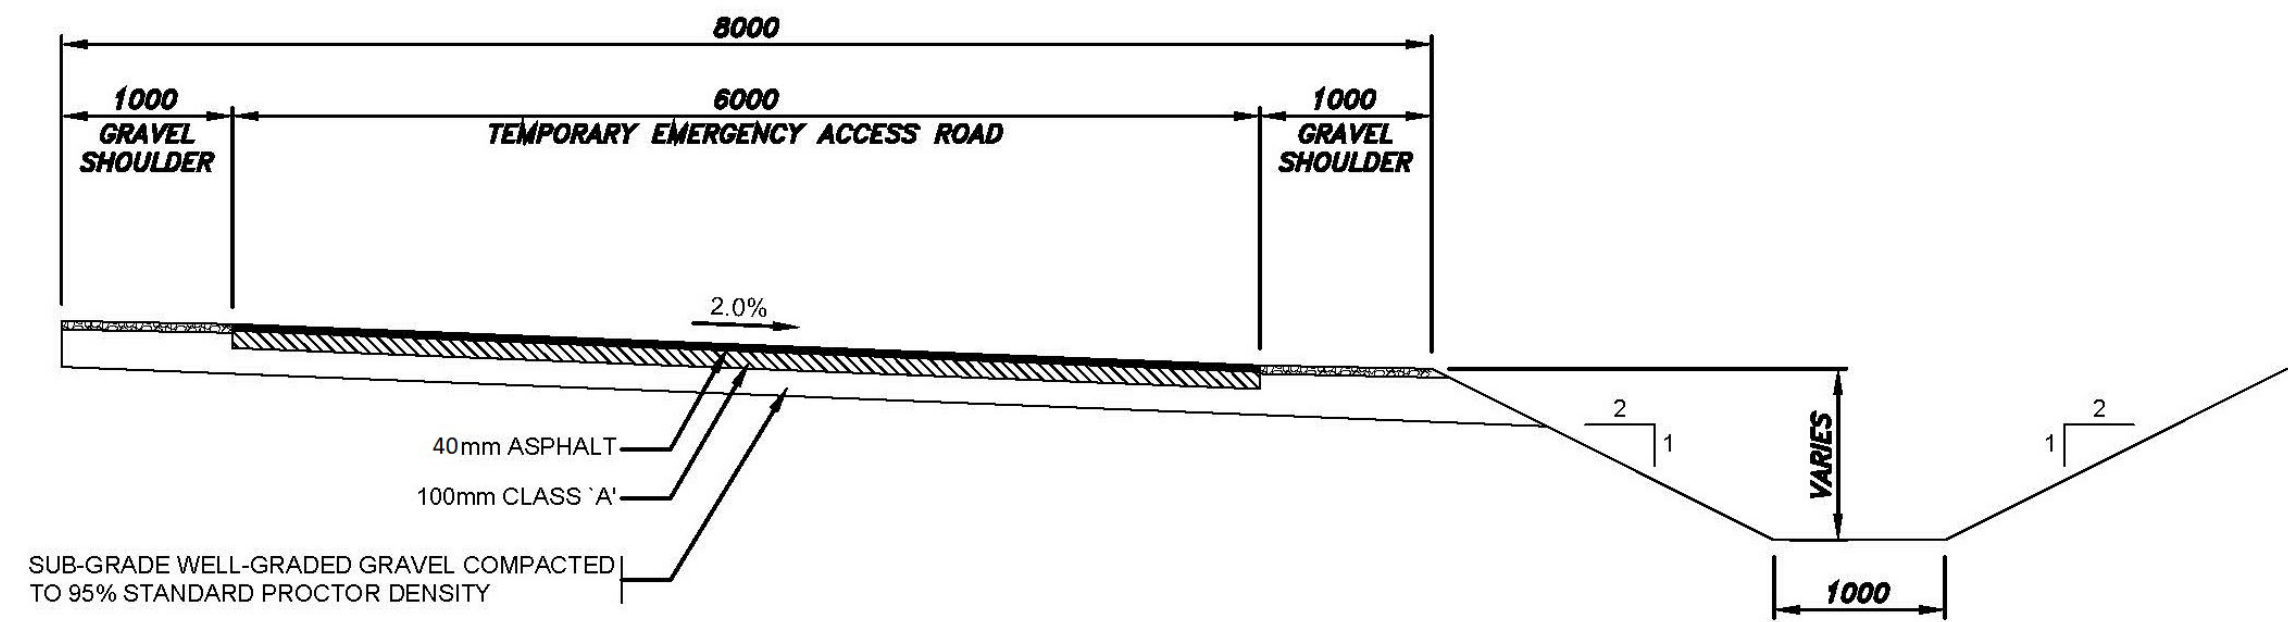 8000
1000
6000
1000
GRAVEL
SHOULDER
TEMPORARY EMERGENCY ACCESS ROAD
GRAVEL
SHOULDER
2.0%
2
1
2
1
VARIES
40mm ASPHALT
100mm CLASS `A'
SUB-GRADE WELL-GRADED GRAVEL COMPACTED
TO 95% STANDARD PROCTOR DENSITY
1000